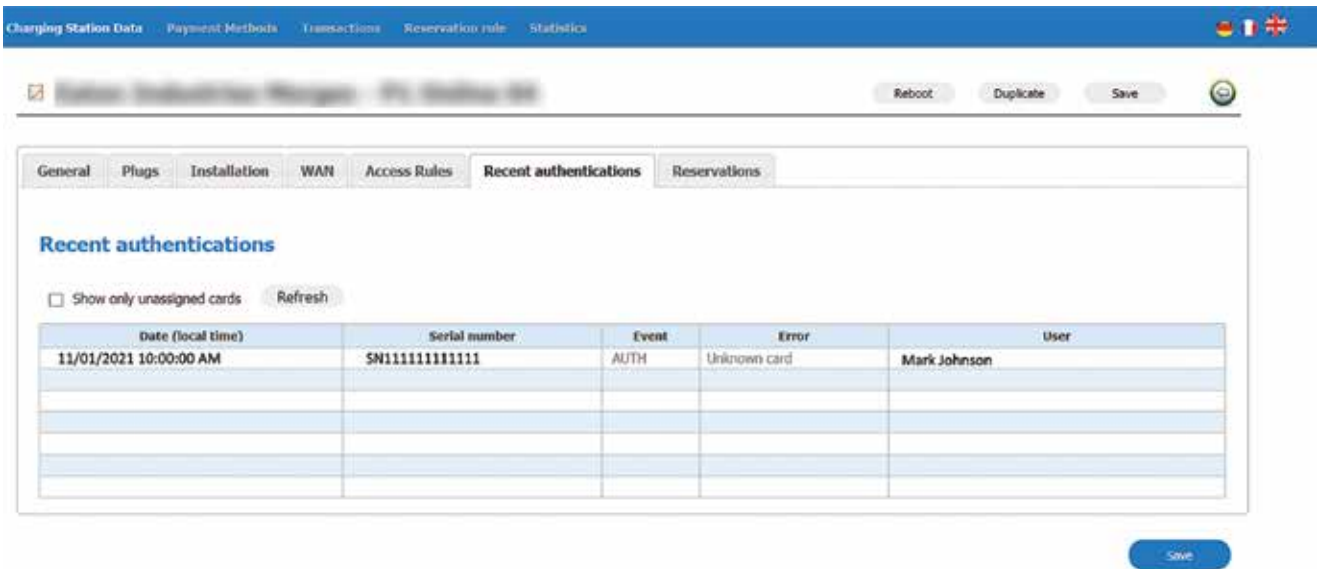 Charging Station Data Payment Methods Transactions Reservation rule Statistics
Reboot Duplicate Save
General Plugs Installation WAN Access Rules Recent authentications Reservations
Recent authentications
Show only unassigned cards Refresh
Date (local time) Serial number Event Error User
11/01/2021 10:00:00 AM SN111111111111 AUTH Unknown card Mark Johnson
Save